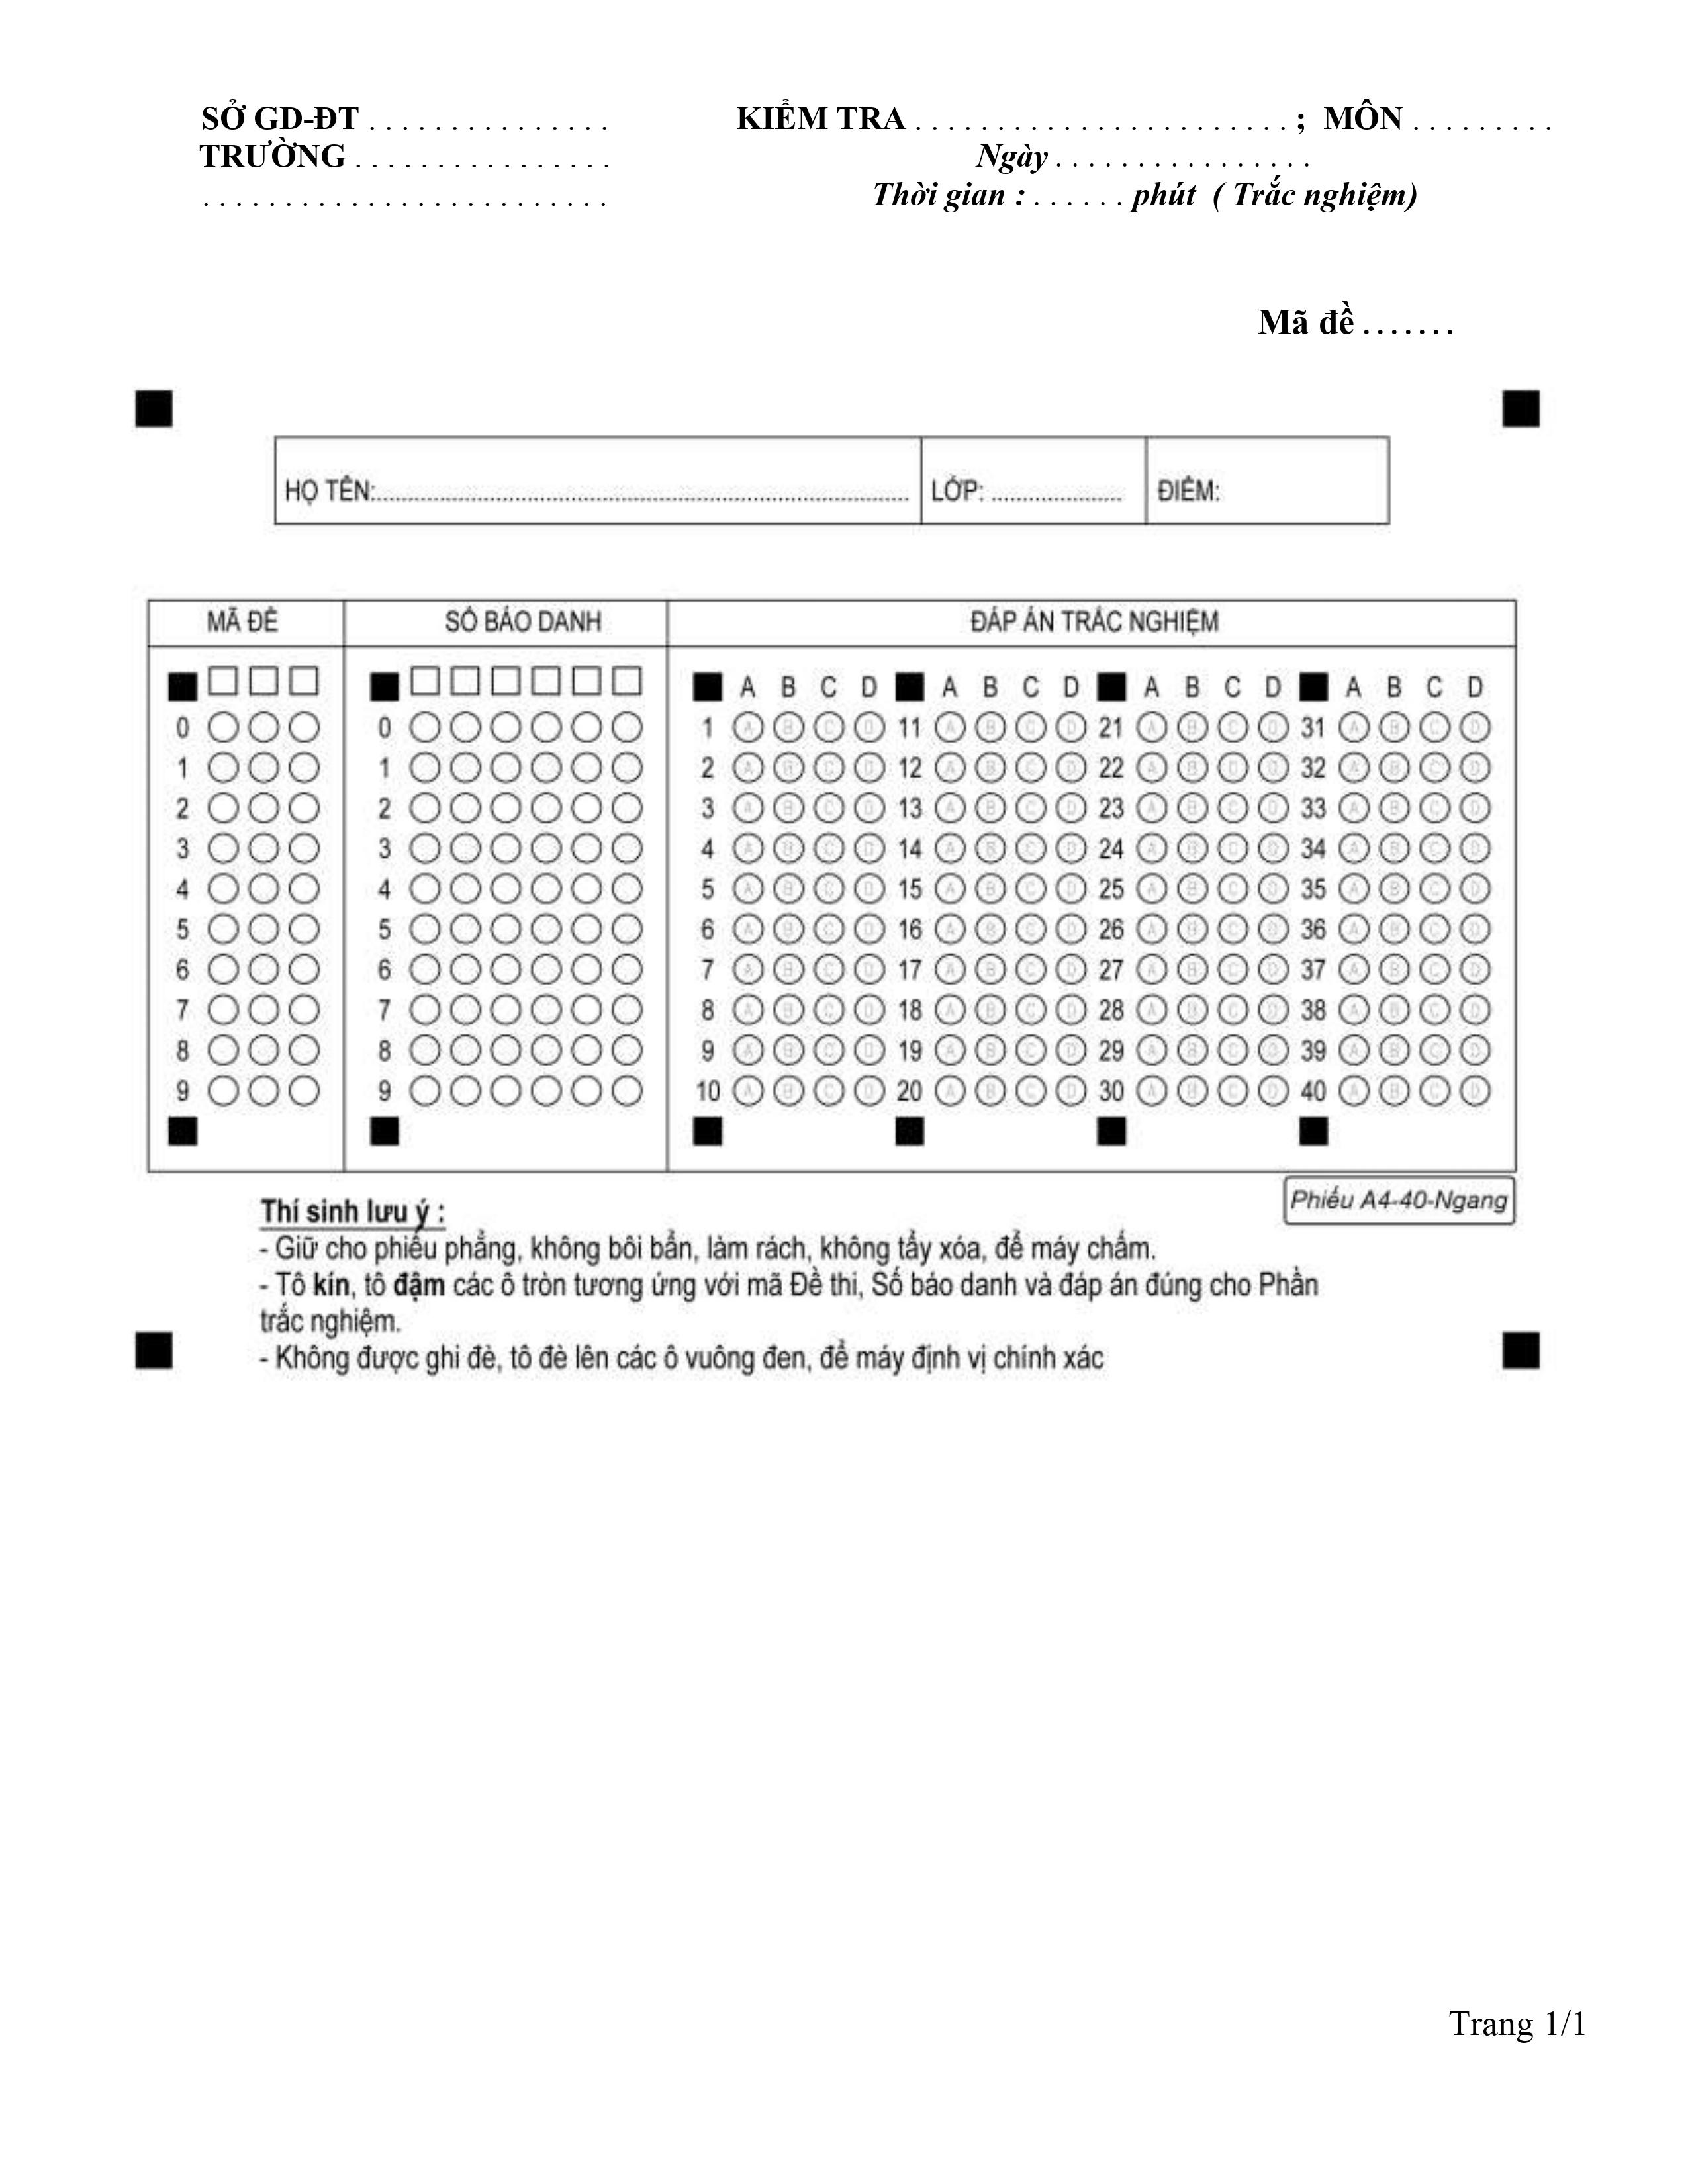 SỞ GD-ĐT . . . . . . . . . . . . . . . KIỂM TRA . . . . . . . . . . . . . . . . . . . . . . . ; MÔN . . . . . . . . .
TRƯỜNG . . . . . . . . . . . . . . . . Ngày . . . . . . . . . . . . . . . .
. . . . . . . . . . . . . . . . . . . . . . . . . Thời gian : . . . . . . phút ( Trắc nghiệm)
Mã đề . . . . . . .
HỌ TÊN:........................................ LỚP: ..................... ĐIỂM:
MÃ ĐỀ SỐ BÁO DANH ĐÁP ÁN TRẮC NGHIỆM
A B C D A B C D A B C D A B C D
0 0 1 A B C D 11 A B C D 21 A B C D 31 A B C D
1 1 2 A B C D 12 A B C D 22 A B C D 32 A B C D
2 2 3 A B C D 13 A B C D 23 A B C D 33 A B C D
3 3 4 A B C D 14 A B C D 24 A B C D 34 A B C D
4 4 5 A B C D 15 A B C D 25 A B C D 35 A B C D
5 5 6 A B C D 16 A B C D 26 A B C D 36 A B C D
6 6 7 A B C D 17 A B C D 27 A B C D 37 A B C D
7 7 8 A B C D 18 A B C D 28 A B C D 38 A B C D
8 8 9 A B C D 19 A B C D 29 A B C D 39 A B C D
9 9 10 A B C D 20 A B C D 30 A B C D 40 A B C D
Phiếu A4-40-Ngang
Thí sinh lưu ý :
- Giữ cho phiếu phẳng, không bôi bẩn, làm rách, không tẩy xóa, để máy chấm.
- Tô kín, tô đậm các ô tròn tương ứng với mã Đề thi, Số báo danh và đáp án đúng cho Phần
trắc nghiệm.
- Không được ghi đè, tô đè lên các ô vuông đen, để máy định vị chính xác
Trang 1/1